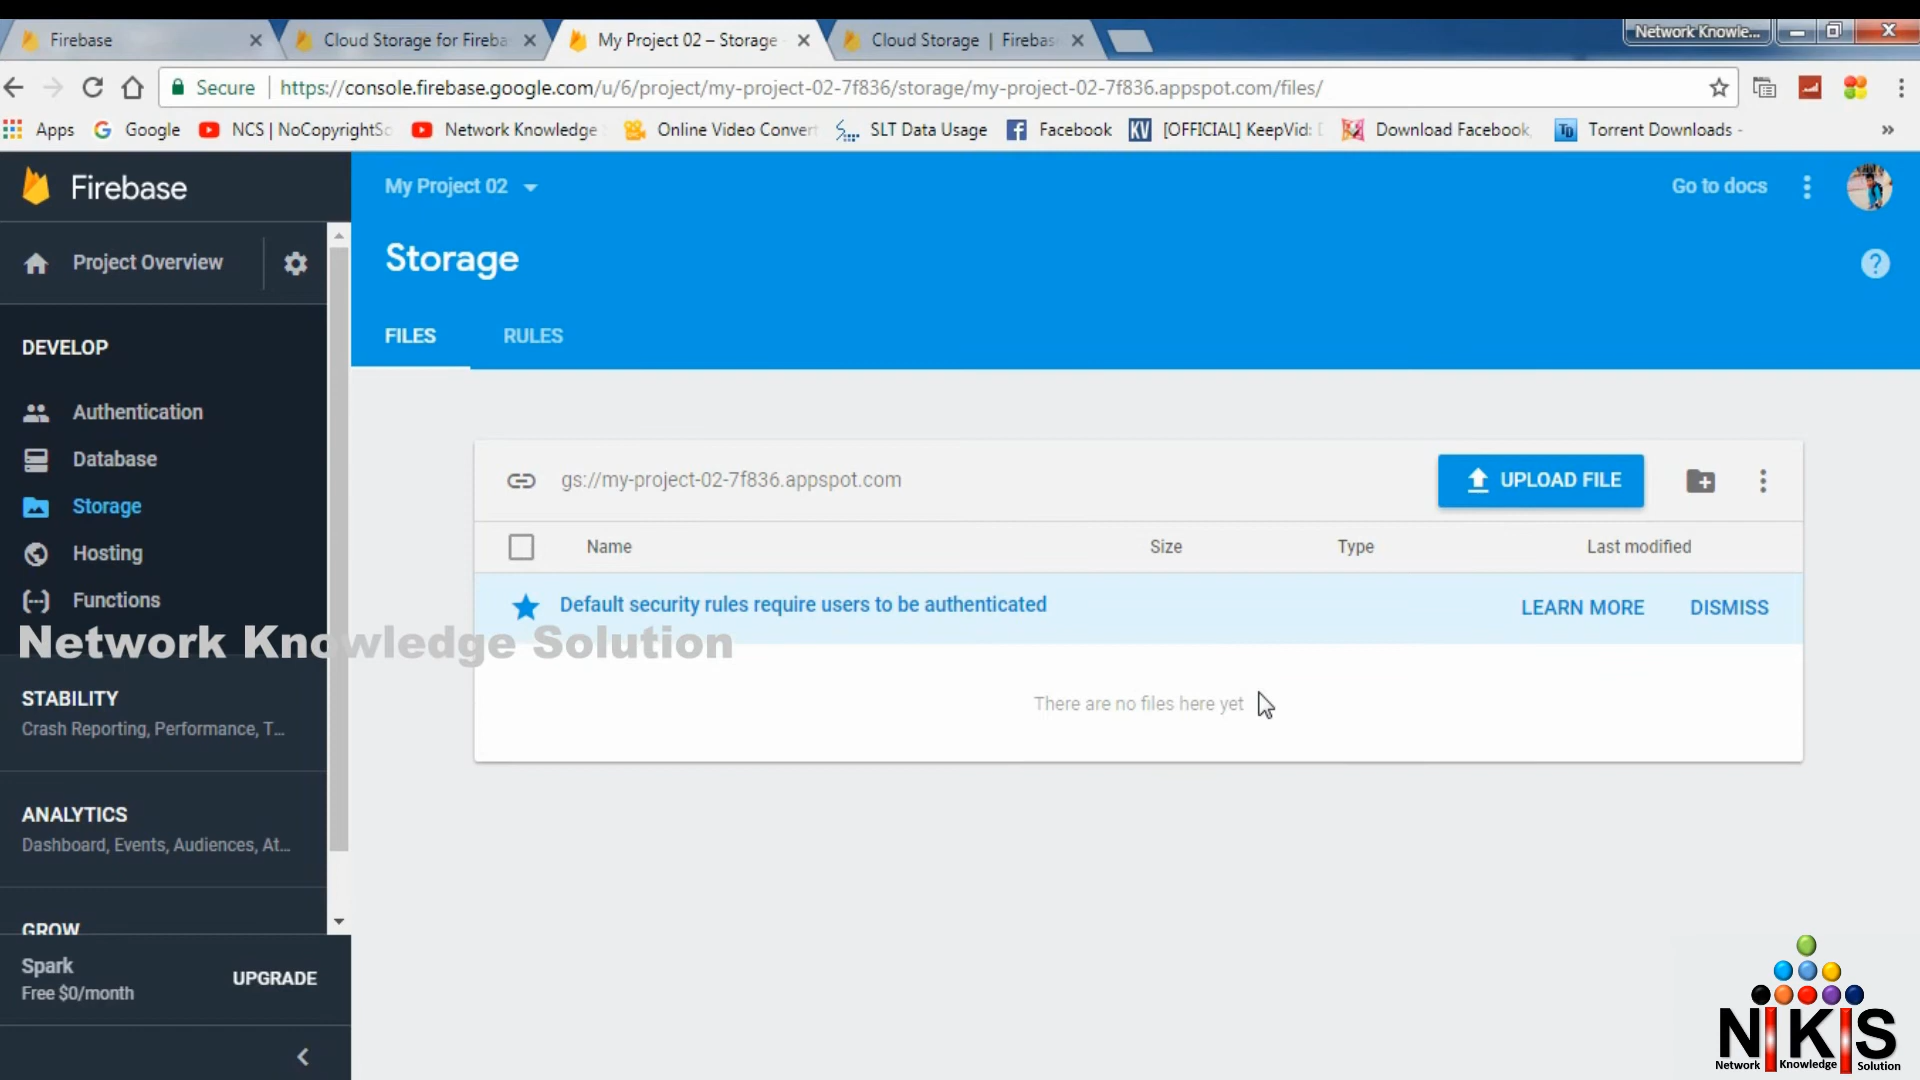 Firebase
Cloud Storage for Fireba
My Project 02 – Storage
Cloud Storage | Firebas
Network Knowle...
Secure
https://console.firebase.google.com/u/6/project/my-project-02-7f836/storage/my-project-02-7f836.appspot.com/files/
Apps
Google
NCS | NoCopyrightSo
Network Knowledge
Online Video Convert
SLT Data Usage
Facebook
KV
[OFFICIAL] KeepVid:
Download Facebook
TD
Torrent Downloads -
»
Firebase
My Project 02
Go to docs
Project Overview
Storage
FILES
RULES
DEVELOP
Authentication
Database
Storage
Hosting
Functions
gs://my-project-02-7f836.appspot.com
UPLOAD FILE
Name
Size
Type
Last modified
Default security rules require users to be authenticated
LEARN MORE
DISMISS
Network Knowledge Solution
There are no files here yet
STABILITY
Crash Reporting, Performance, T...
ANALYTICS
Dashboard, Events, Audiences, At...
GROW
Spark
Free $0/month
UPGRADE
NKS
Network Knowledge Solution